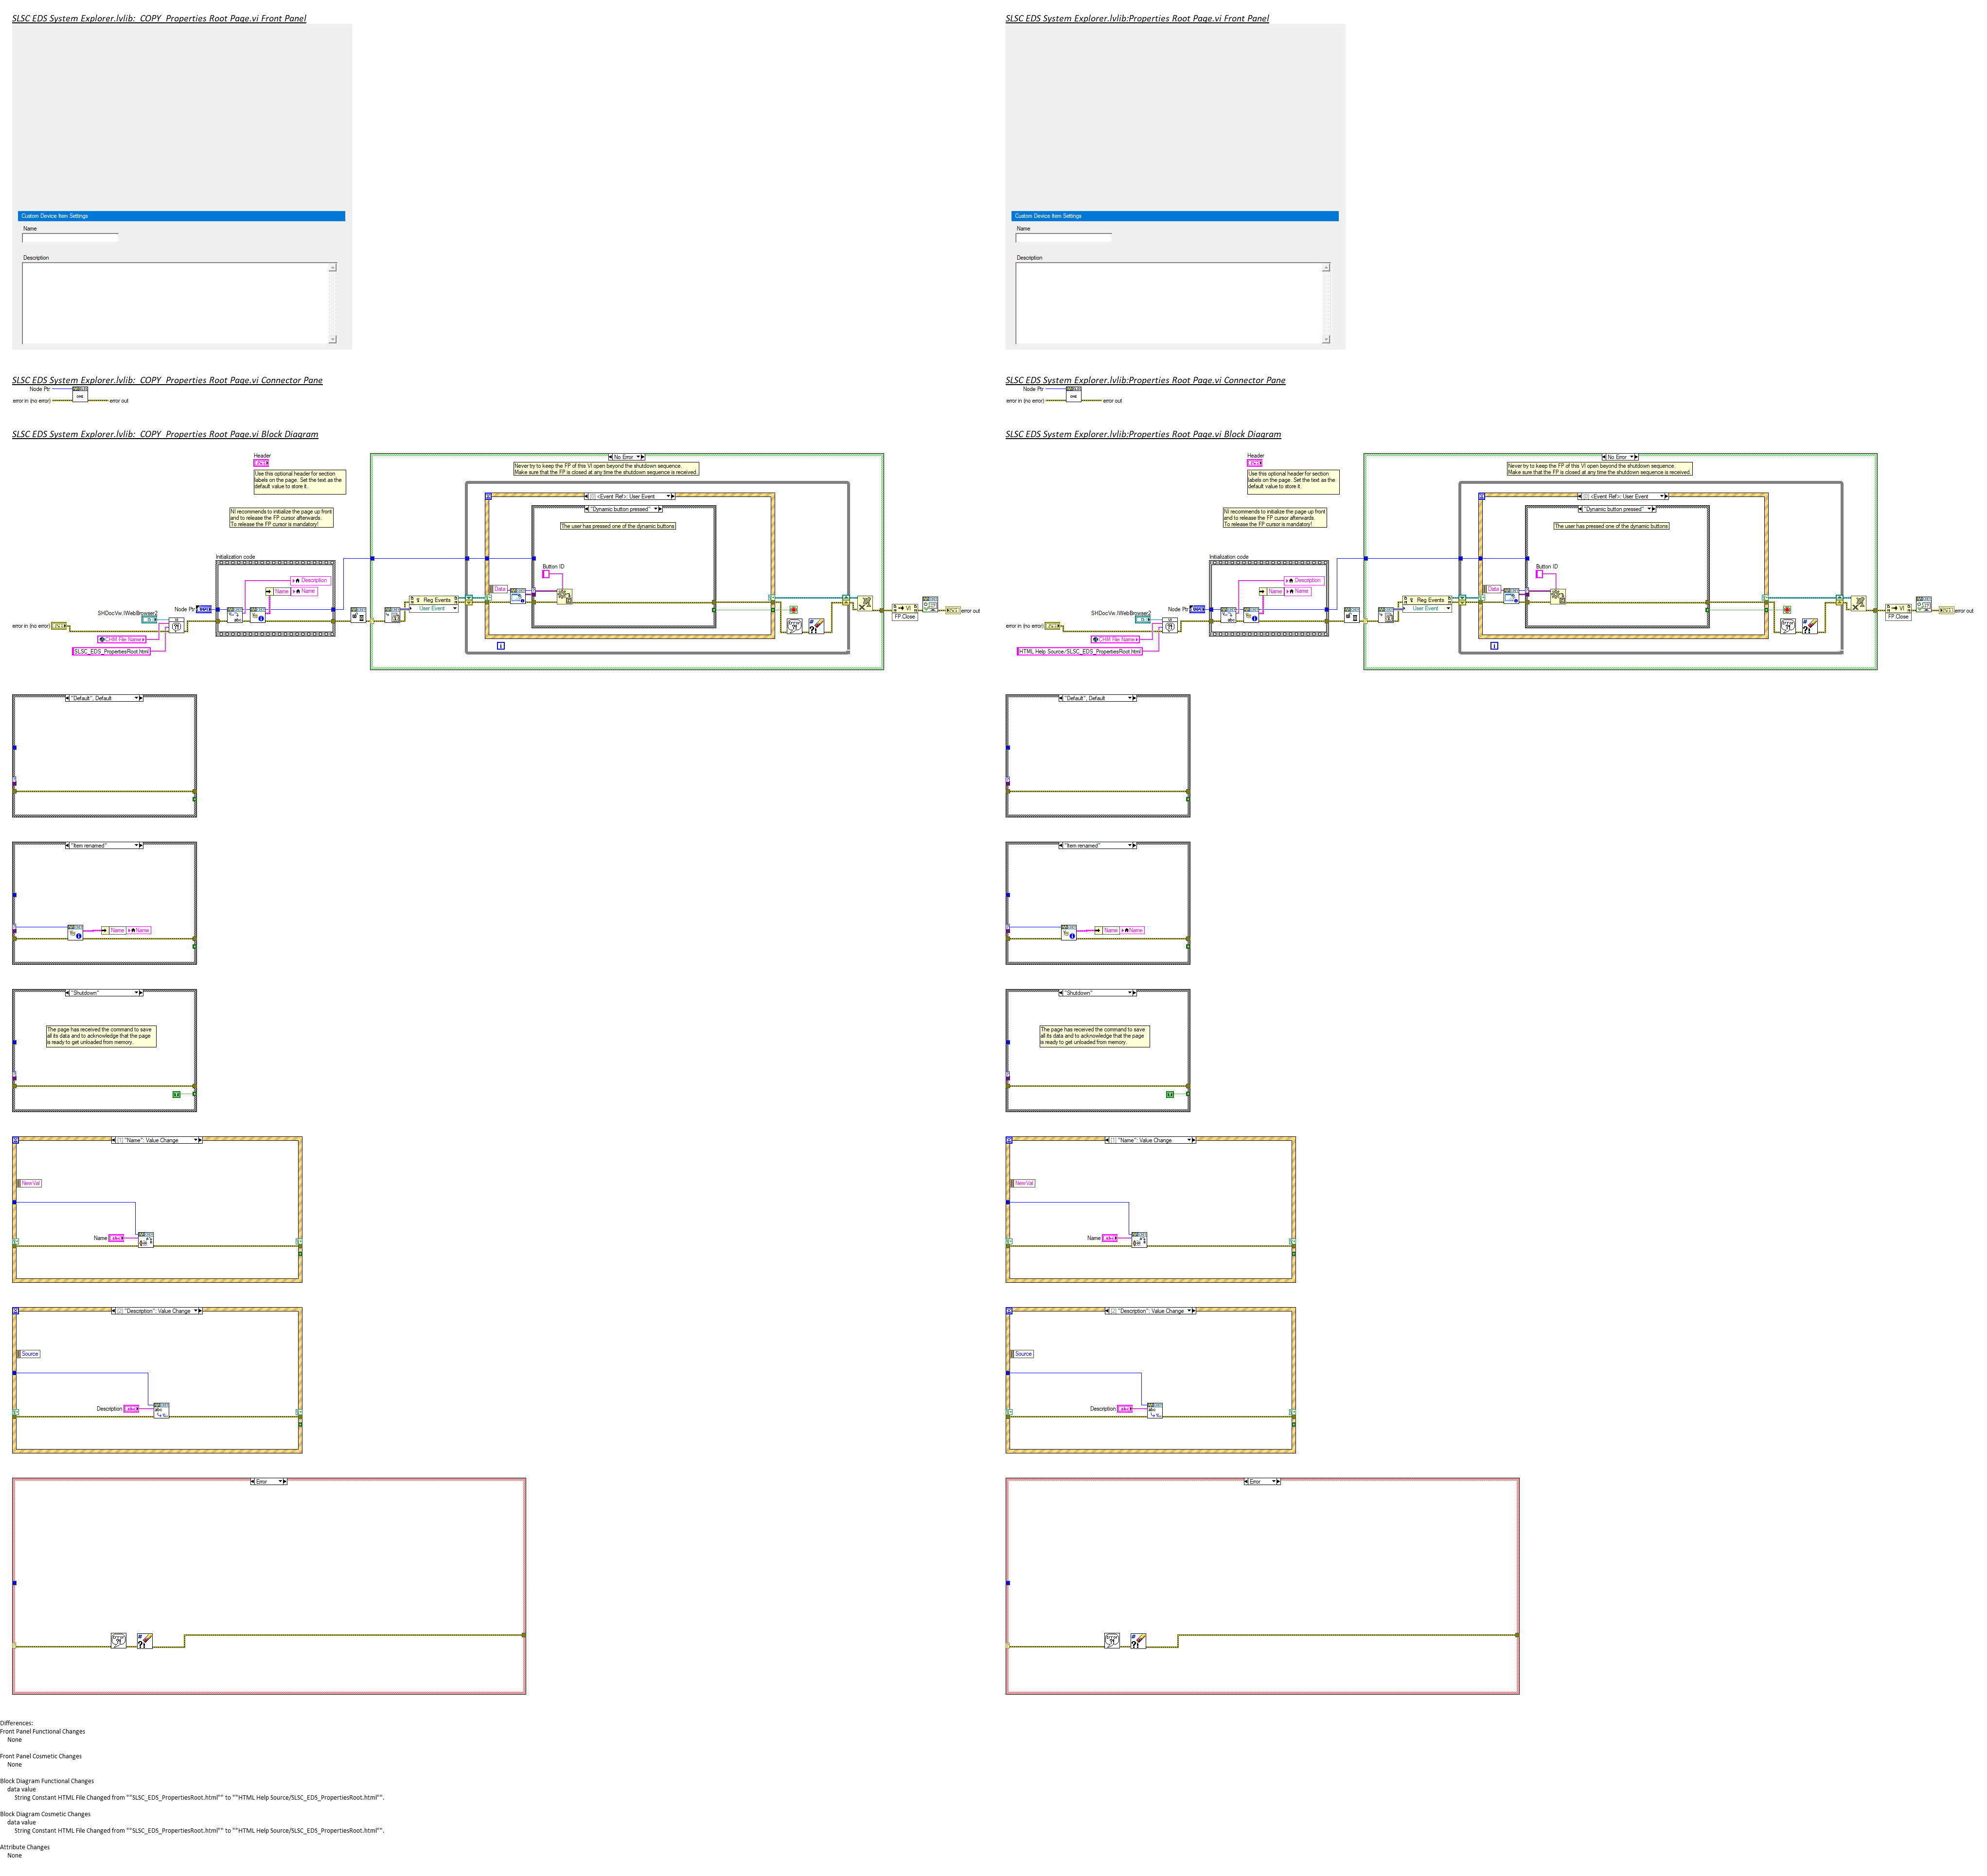 SLSC EDS System Explorer.lvlib:  COPY  Properties Root Page.vi Front Panel
Custom Device Item Settings
Name
Description
SLSC EDS System Explorer.lvlib:  COPY  Properties Root Page.vi Connector Pane
Node Ptr
error in (no error)
error out
SLSC EDS System Explorer.lvlib:  COPY  Properties Root Page.vi Block Diagram
Header
Use this optional header for section
labels on the page. Set the text as the
default value to store it.
NI recommends to initialize the page up front
and to release the FP cursor afterwards.
To release the FP cursor is mandatory!
Initialization code
Description
Name
Name
Node Ptr
SHDocVw.IWebBrowser2
error in (no error)
CHM File Name
SLSC_EDS_PropertiesRoot.html
No Error
Never try to keep the FP of this VI open beyond the shutdown sequence.
Make sure that the FP is closed at any time the shutdown sequence is received.
[0] <Event Ref>: User Event
"Dynamic button pressed"
The user has pressed one of the dynamic buttons
Button ID
Data
Reg Events
User Event
VI
FP.Close
error out
"Default", Default
"Item renamed"
Name
Name
"Shutdown"
The page has received the command to save
all its data and to acknowledge that the page
is ready to get unloaded from memory.
[1] "Name": Value Change
NewVal
Name
abc
[2] "Description": Value Change
Source
Description
abc
abc
Error
SLSC EDS System Explorer.lvlib:Properties Root Page.vi Front Panel
Custom Device Item Settings
Name
Description
SLSC EDS System Explorer.lvlib:Properties Root Page.vi Connector Pane
Node Ptr
error in (no error)
error out
SLSC EDS System Explorer.lvlib:Properties Root Page.vi Block Diagram
Header
Use this optional header for section
labels on the page. Set the text as the
default value to store it.
NI recommends to initialize the page up front
and to release the FP cursor afterwards.
To release the FP cursor is mandatory!
Initialization code
Description
Name
Name
Node Ptr
SHDocVw.IWebBrowser2
error in (no error)
CHM File Name
HTML Help Source/SLSC_EDS_PropertiesRoot.html
No Error
Never try to keep the FP of this VI open beyond the shutdown sequence.
Make sure that the FP is closed at any time the shutdown sequence is received.
[0] <Event Ref>: User Event
"Dynamic button pressed"
The user has pressed one of the dynamic buttons
Button ID
Data
Reg Events
User Event
VI
FP.Close
error out
"Default", Default
"Item renamed"
Name
Name
"Shutdown"
The page has received the command to save
all its data and to acknowledge that the page
is ready to get unloaded from memory.
[1] "Name": Value Change
NewVal
Name
abc
[2] "Description": Value Change
Source
Description
abc
abc
Error
Differences:
Front Panel Functional Changes
None
Front Panel Cosmetic Changes
None
Block Diagram Functional Changes
data value
String Constant HTML File Changed from ""SLSC_EDS_PropertiesRoot.html"" to ""HTML Help Source/SLSC_EDS_PropertiesRoot.html"".
Block Diagram Cosmetic Changes
data value
String Constant HTML File Changed from ""SLSC_EDS_PropertiesRoot.html"" to ""HTML Help Source/SLSC_EDS_PropertiesRoot.html"".
Attribute Changes
None